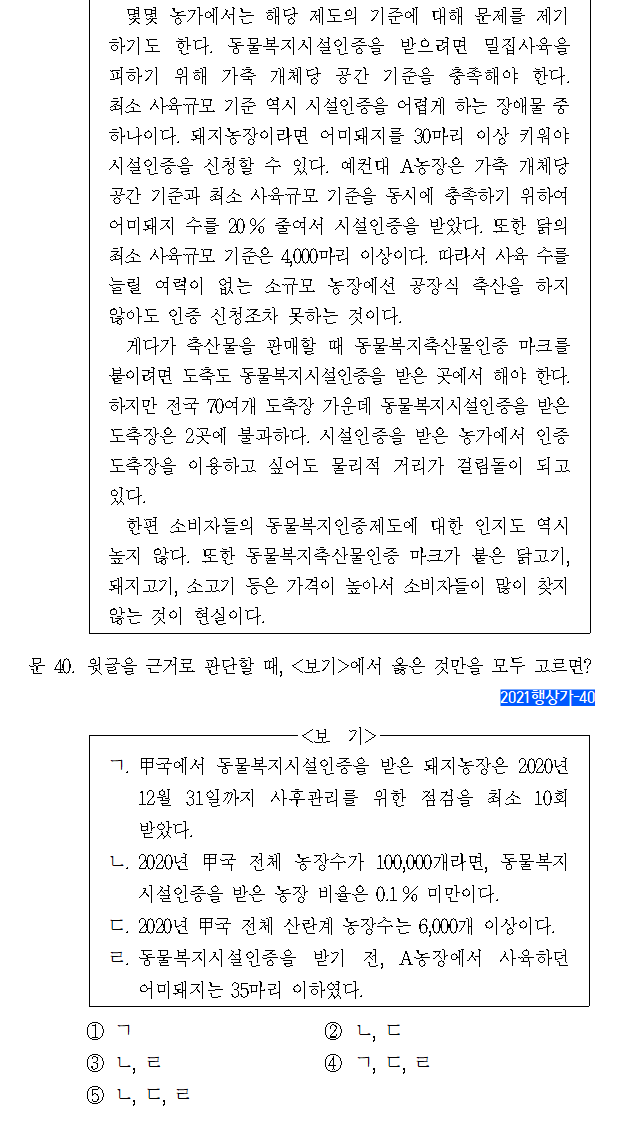 몇몇 농가에서는 해당 제도의 기준에 대해 문제를 제기
하기도 한다. 동물복지시설인증을 받으려면 밀집사육을
피하기 위해 가축 개체당 공간 기준을 충족해야 한다.
최소 사육규모 기준 역시 시설인증을 어렵게 하는 장애물 중
하나이다. 돼지농장이라면 어미돼지를 30마리 이상 키워야
시설인증을 신청할 수 있다. 예컨대 A농장은 가축 개체당
공간 기준과 최소 사육규모 기준을 동시에 충족하기 위하여
어미돼지 수를 20% 줄여서 시설인증을 받았다. 또한 닭의
최소 사육규모 기준은 4,000마리 이상이다. 따라서 사육 수를
늘릴 여력이 없는 소규모 농장에선 공장식 축산을 하지
않아도 인증 신청조차 못하는 것이다.
게다가 축산물을 판매할 때 동물복지축산물인증 마크를
붙이려면 도축도 동물복지시설인증을 받은 곳에서 해야 한다.
하지만 전국 70여개 도축장 가운데 동물복지시설인증을 받은
도축장은 2곳에 불과하다. 시설인증을 받은 농가에서 인증
도축장을 이용하고 싶어도 물리적 거리가 걸림돌이 되고
있다.
한편 소비자들의 동물복지인증제도에 대한 인지도 역시
높지 않다. 또한 동물복지축산물인증 마크가 붙은 닭고기,
돼지고기, 소고기 등은 가격이 높아서 소비자들이 많이 찾지
않는 것이 현실이다.
문 40. 윗글을 근거로 판단할 때, <보기>에서 옳은 것만을 모두 고르면?
2021행상가-40
<보 기>
ㄱ. 甲국에서 동물복지시설인증을 받은 돼지농장은 2020년
12월 31일까지 사후관리를 위한 점검을 최소 10회
받았다.
ㄴ. 2020년 甲국 전체 농장수가 100,000개라면, 동물복지
시설인증을 받은 농장 비율은 0.1% 미만이다.
ㄷ. 2020년 甲국 전체 산란계 농장수는 6,000개 이상이다.
ㄹ. 동물복지시설인증을 받기 전, A농장에서 사육하던
어미돼지는 35마리 이하였다.
① ㄱ
② ㄴ, ㄷ
③ ㄴ, ㄹ
④ ㄱ, ㄷ, ㄹ
⑤ ㄴ, ㄷ, ㄹ